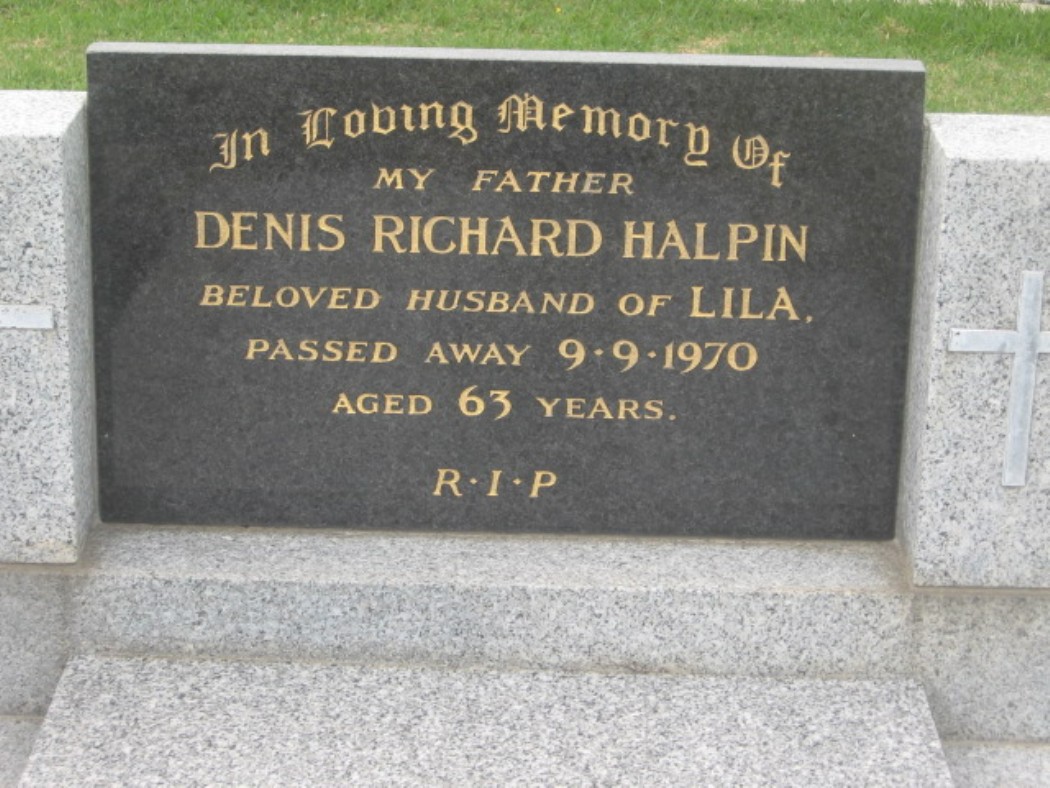 In Loving Memory Of
MY FATHER
DENIS RICHARD HALPIN
BELOVED HUSBAND OF LILA,
PASSED AWAY 9·9·1970
AGED 63 YEARS.
R·I·P